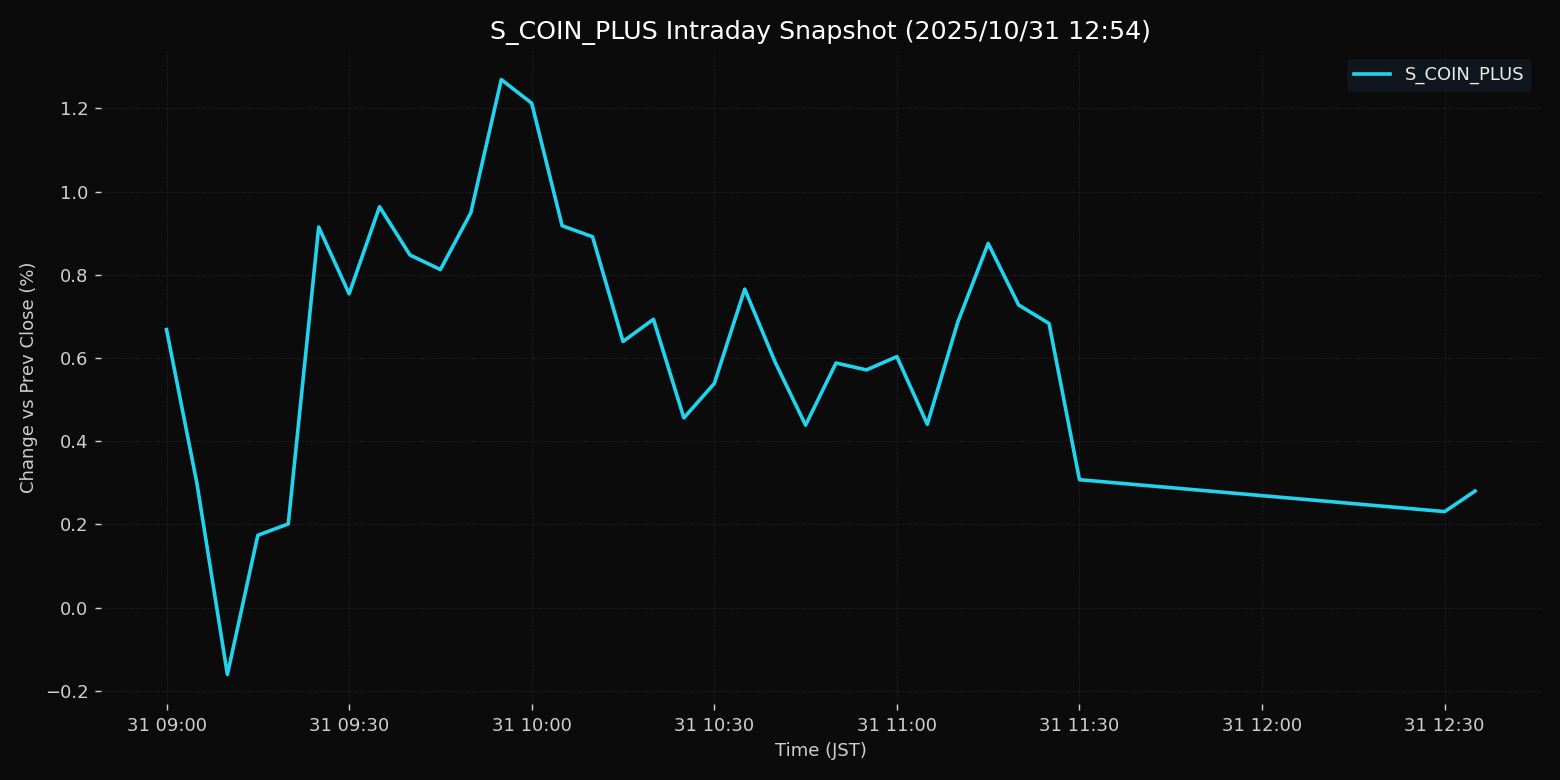 S_COIN_PLUS Intraday Snapshot (2025/10/31 12:54)
S_COIN_PLUS
Change vs Prev Close (%)
1.2
1.0
0.8
0.6
0.4
0.2
0.0
−0.2
31 09:00 31 09:30 31 10:00 31 10:30 31 11:00 31 11:30 31 12:00 31 12:30
Time (JST)